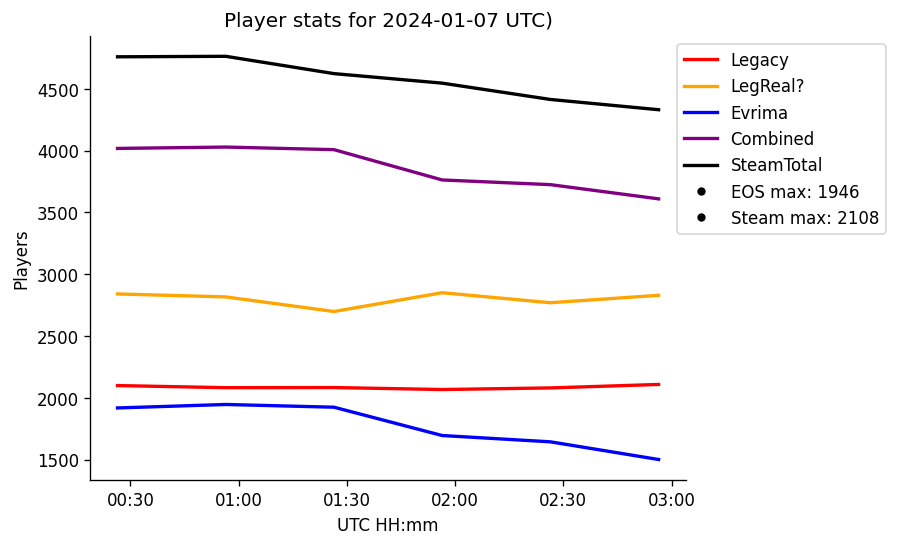 Player stats for 2024-01-07 UTC)
Legacy
LegReal?
Evrima
Combined
SteamTotal
EOS max: 1946
Steam max: 2108
Players
4500
4000
3500
3000
2500
2000
1500
00:30 01:00 01:30 02:00 02:30 03:00
UTC HH:mm